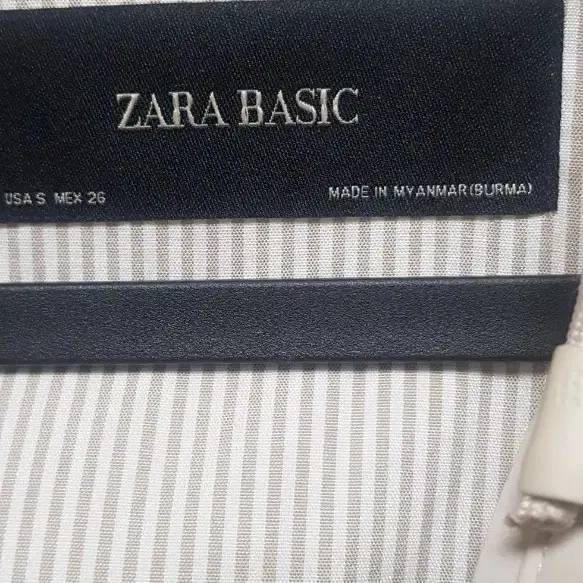 ZARA BASIC
USA S MEX 26
MADE IN MYANMAR (BURMA)